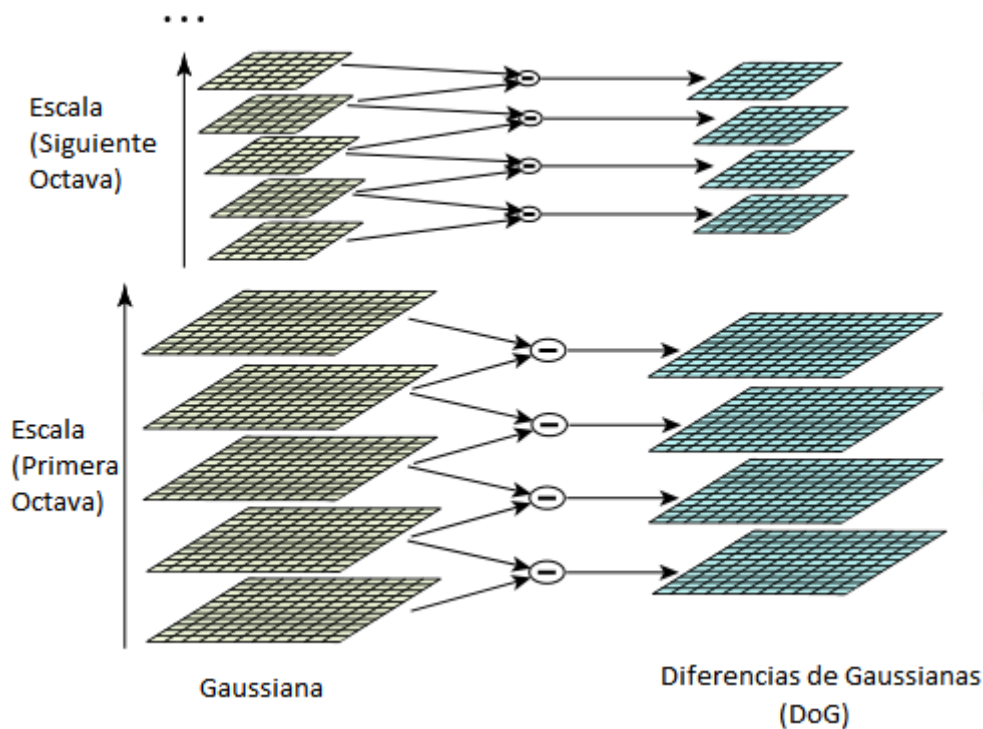 ...
Escala
(Siguiente
Octava)
Escala
(Primera
Octava)
Gaussiana
Diferencias de Gaussianas
(DoG)